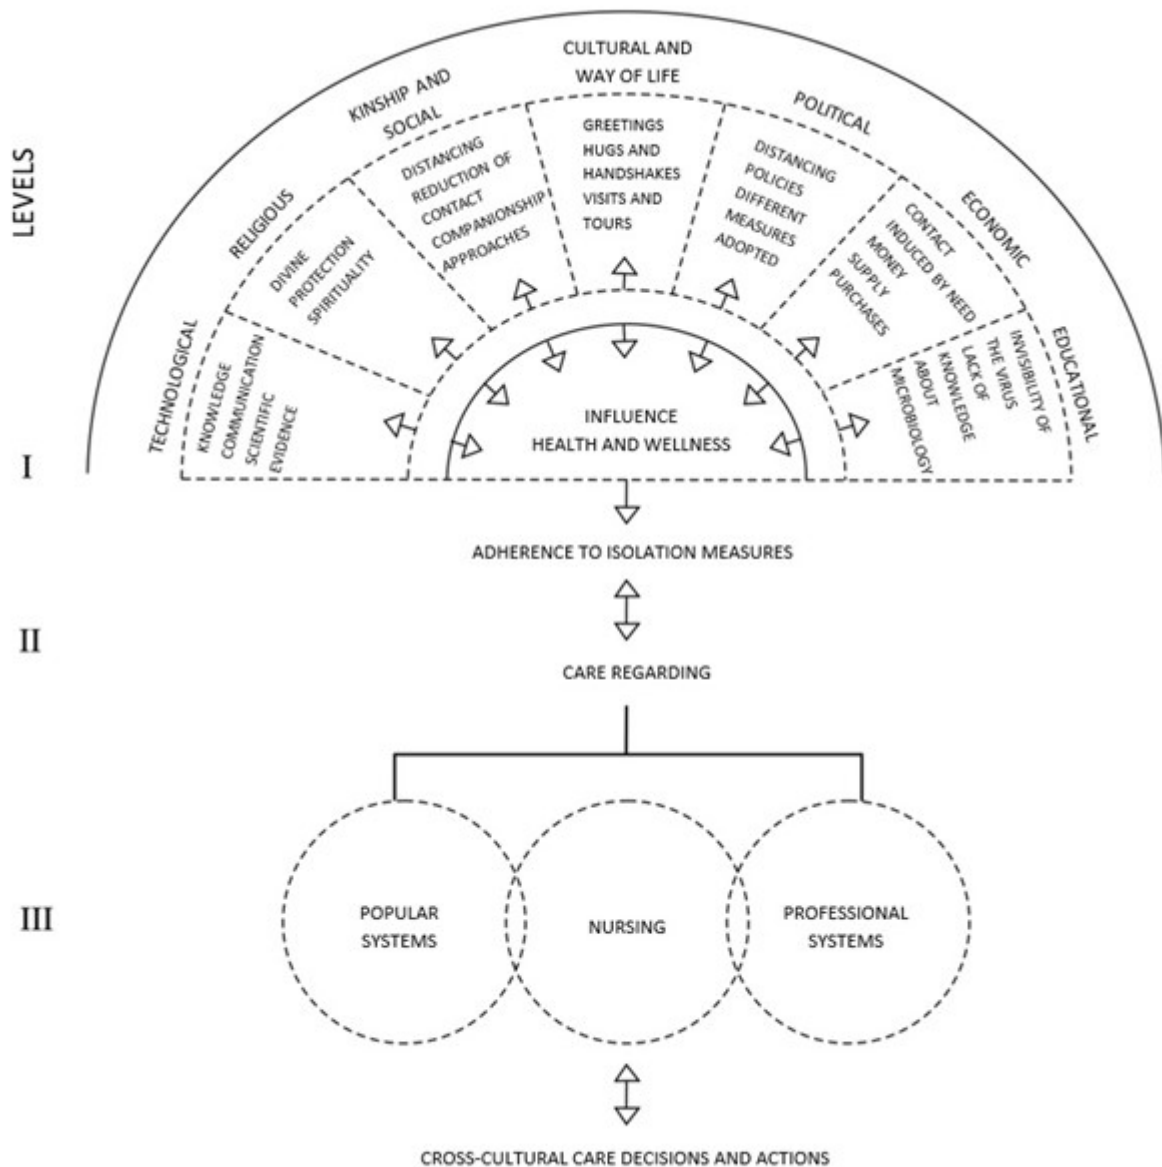 LEVELS
I
II
III
TECHNOLOGICAL
KNOWLEDGE
COMMUNICATION
SCIENTIFIC
EVIDENCE
RELIGIOUS
DIVINE
PROTECTION
SPIRITUALITY
KINSHIP AND
SOCIAL
DISTANCING
REDUCTION OF
CONTACT
COMPANIONSHIP
APPROACHES
CULTURAL AND
WAY OF LIFE
GREETINGS
HUGS AND
HANDSHAKES
VISITS AND
TOURS
POLITICAL
DISTANCING
POLICIES
DIFFERENT
MEASURES
ADOPTED
ECONOMIC
CONTACT
INDUCED BY NEED
MONEY
SUPPLY
PURCHASES
EDUCATIONAL
INVISIBILITY OF
THE VIRUS
LACK OF
KNOWLEDGE
ABOUT
MICROBIOLOGY
INFLUENCE
HEALTH AND WELLNESS
ADHERENCE TO ISOLATION MEASURES
CARE REGARDING
POPULAR
SYSTEMS
NURSING
PROFESSIONAL
SYSTEMS
CROSS-CULTURAL CARE DECISIONS AND ACTIONS